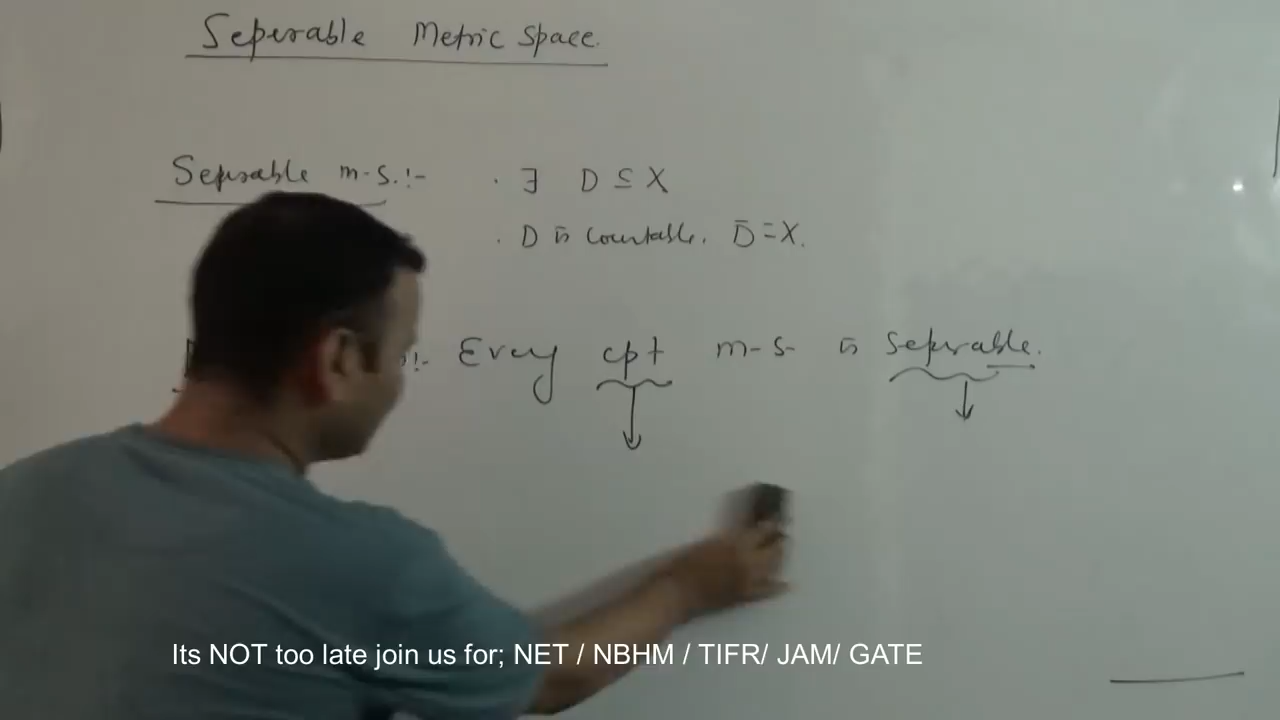 Seperable Metric Space.
Seperable m-s.:- · ∃ D ⊆ X
· D is countable. D̄ = X.
:- Every cpt m-s- is Seperable.
Its NOT too late join us for; NET / NBHM / TIFR/ JAM/ GATE